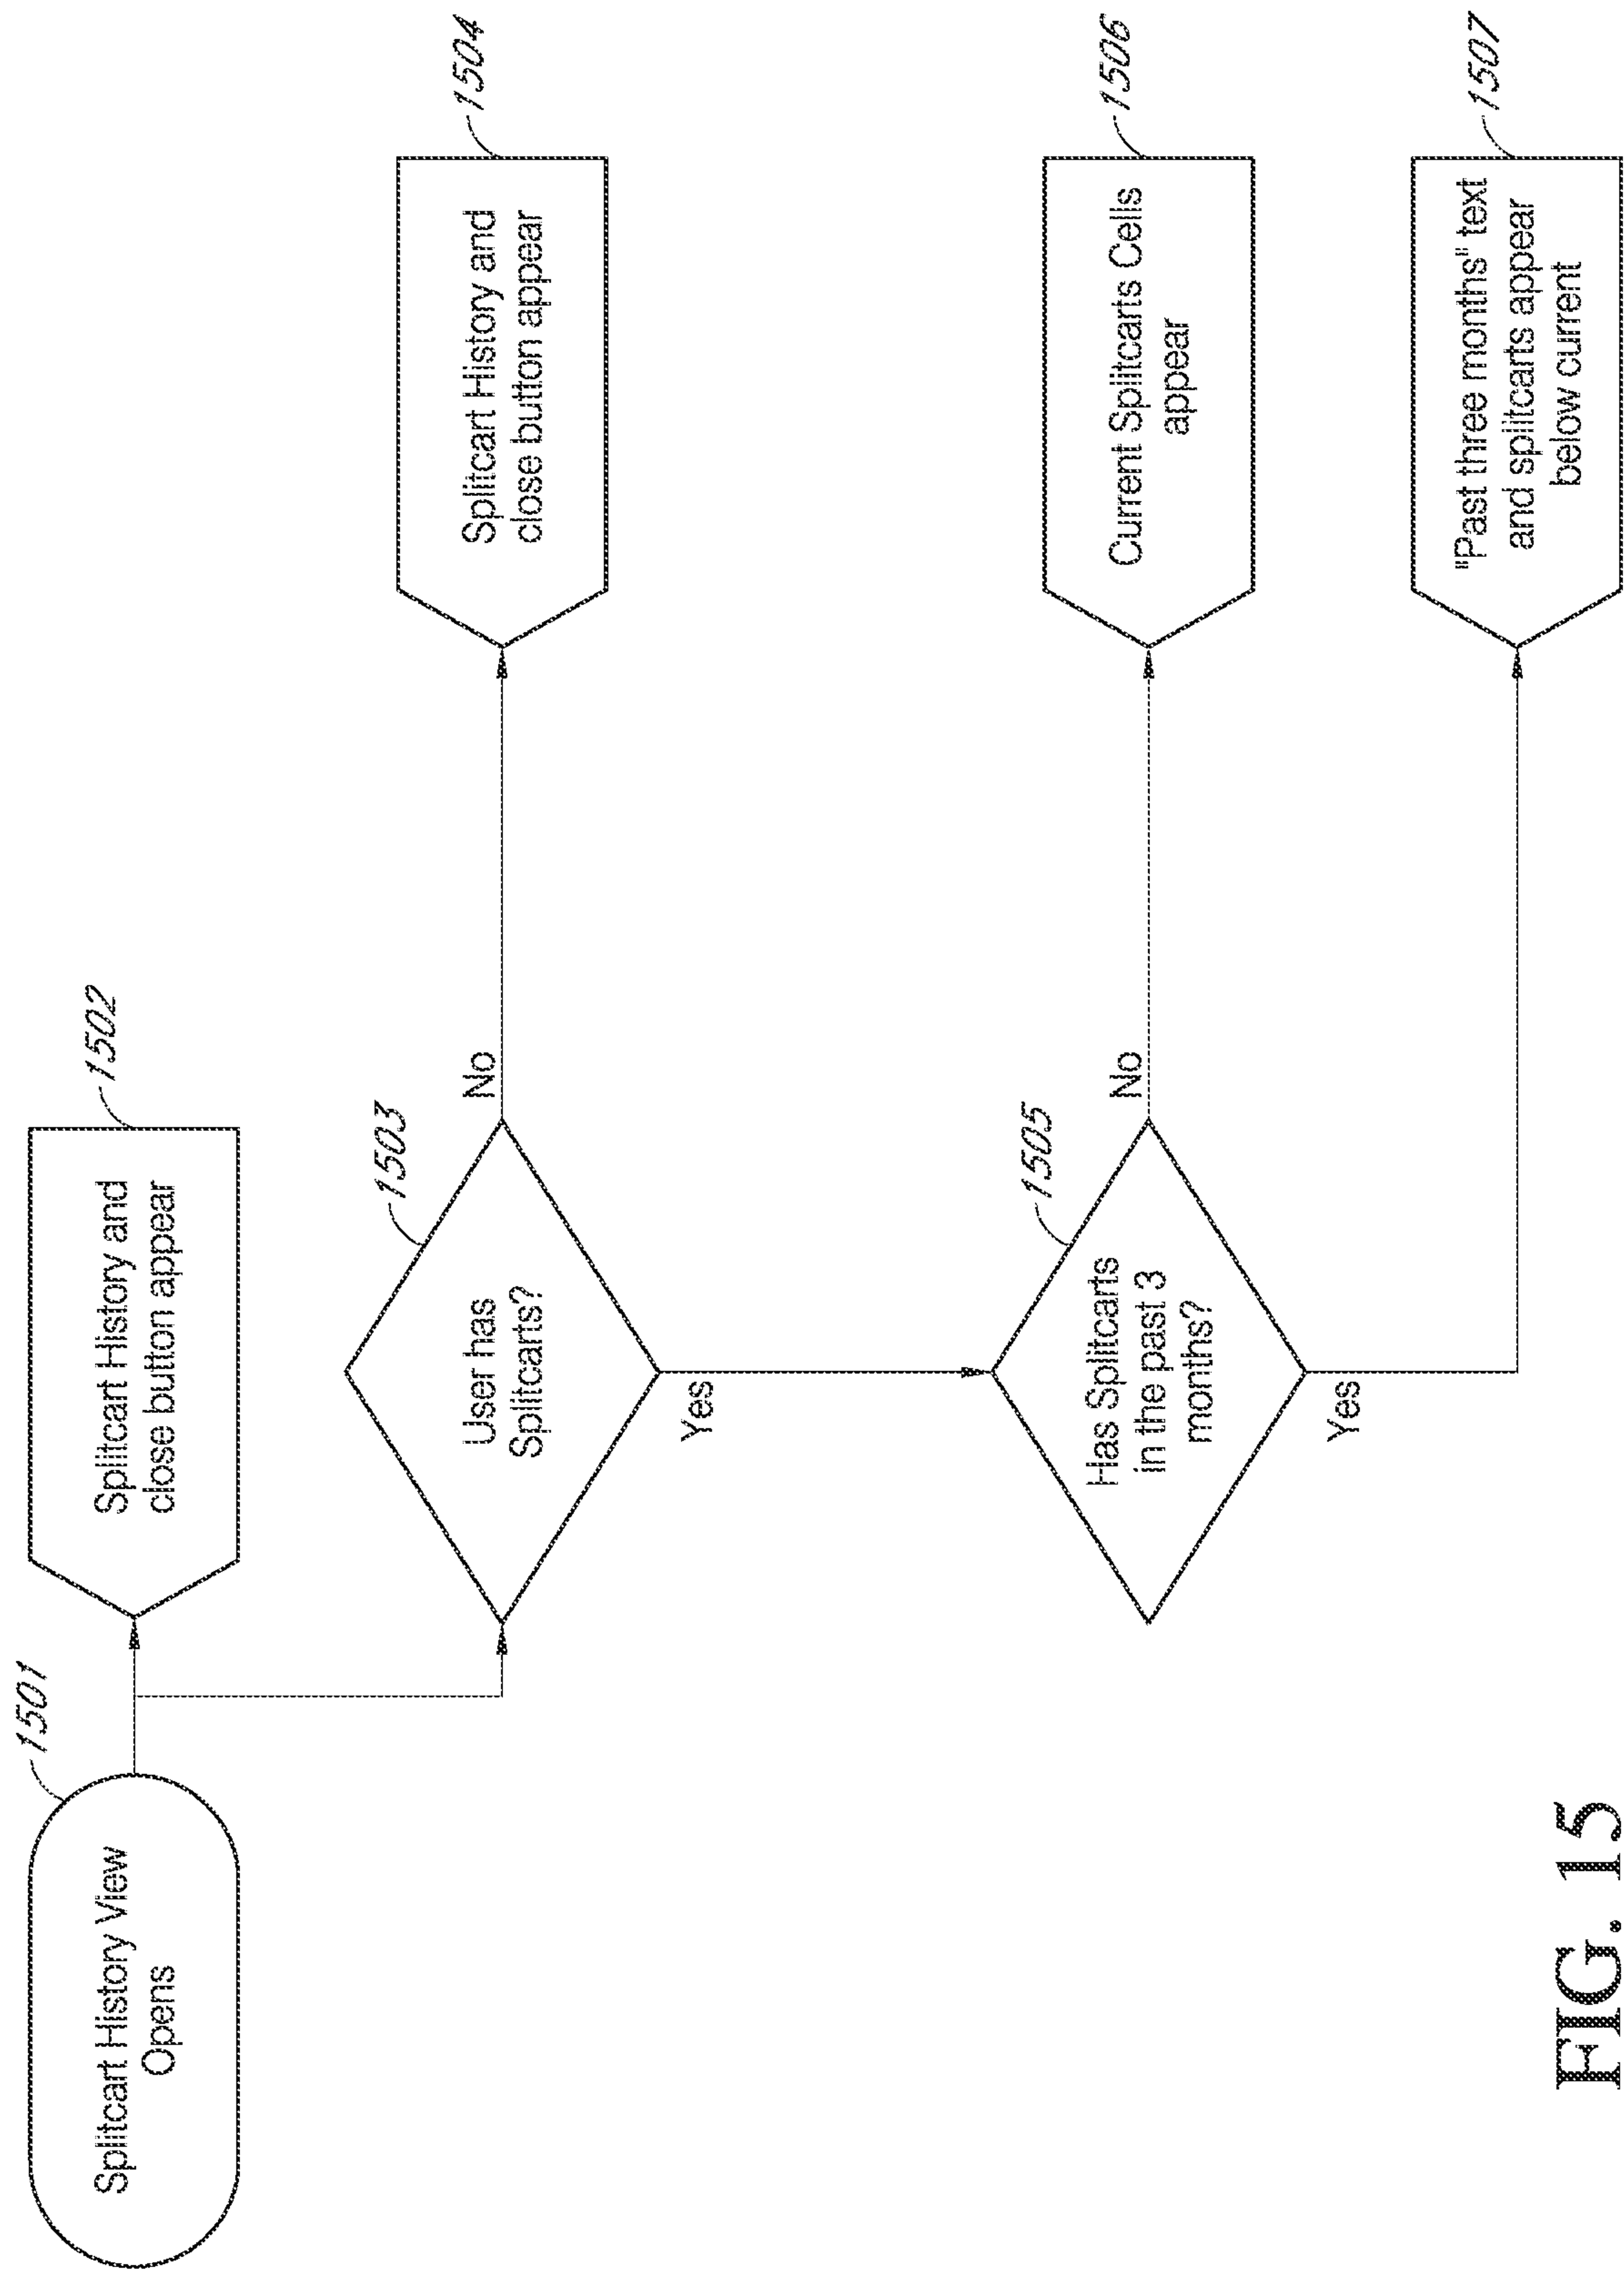 1501
Splitcart History View
Opens
1502
Splitcart History and
close button appear
1503
User has
Splitcarts?
No
Yes
1504
Splitcart History and
close button appear
1505
Has Splitcarts
in the past 3
months?
No
Yes
1506
Current Splitcarts Cells
appear
1507
"Past three months" text
and splitcarts appear
below current
FIG. 15